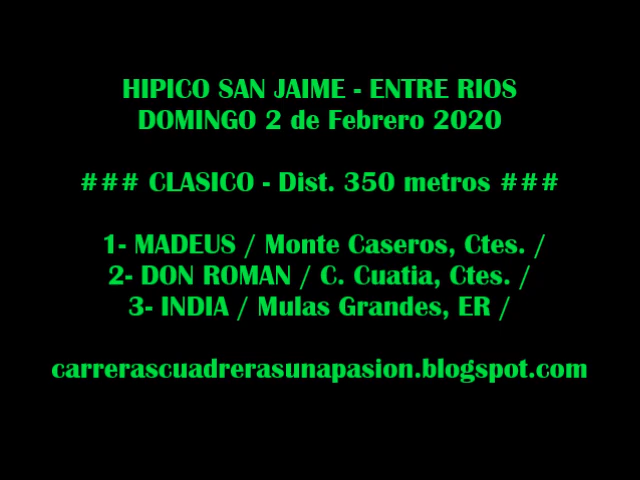 HIPICO SAN JAIME - ENTRE RIOS
DOMINGO 2 de Febrero 2020
### CLASICO - Dist. 350 metros ###
1- MADEUS / Monte Caseros, Ctes. /
2- DON ROMAN / C. Cuatia, Ctes. /
3- INDIA / Mulas Grandes, ER /
carrerascuadrerasunapasion.blogspot.com